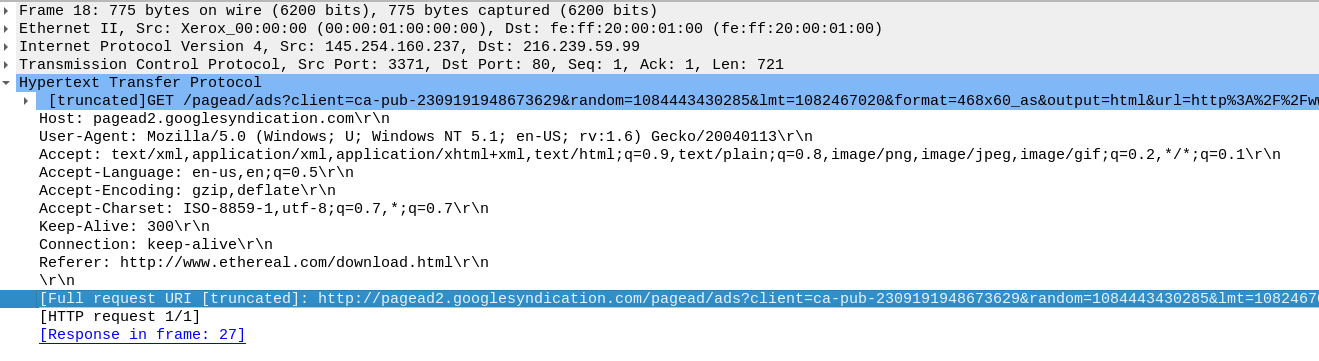 Frame 18: 775 bytes on wire (6200 bits), 775 bytes captured (6200 bits)
Ethernet II, Src: Xerox_00:00:00 (00:00:01:00:00:00), Dst: fe:ff:20:00:01:00 (fe:ff:20:00:01:00)
Internet Protocol Version 4, Src: 145.254.160.237, Dst: 216.239.59.99
Transmission Control Protocol, Src Port: 3371, Dst Port: 80, Seq: 1, Ack: 1, Len: 721
Hypertext Transfer Protocol
[truncated]GET /pagead/ads?client=ca-pub-2309191948673629&random=1084443430285&lmt=1082467020&format=468x60_as&output=html&url=http%3A%2F%2Fw
Host: pagead2.googlesyndication.com\r\n
User-Agent: Mozilla/5.0 (Windows; U; Windows NT 5.1; en-US; rv:1.6) Gecko/20040113\r\n
Accept: text/xml,application/xml,application/xhtml+xml,text/html;q=0.9,text/plain;q=0.8,image/png,image/jpeg,image/gif;q=0.2,*/*;q=0.1\r\n
Accept-Language: en-us,en;q=0.5\r\n
Accept-Encoding: gzip,deflate\r\n
Accept-Charset: ISO-8859-1,utf-8;q=0.7,*;q=0.7\r\n
Keep-Alive: 300\r\n
Connection: keep-alive\r\n
Referer: http://www.ethereal.com/download.html\r\n
\r\n
[Full request URI [truncated]: http://pagead2.googlesyndication.com/pagead/ads?client=ca-pub-2309191948673629&random=1084443430285&lmt=1082467
[HTTP request 1/1]
[Response in frame: 27]